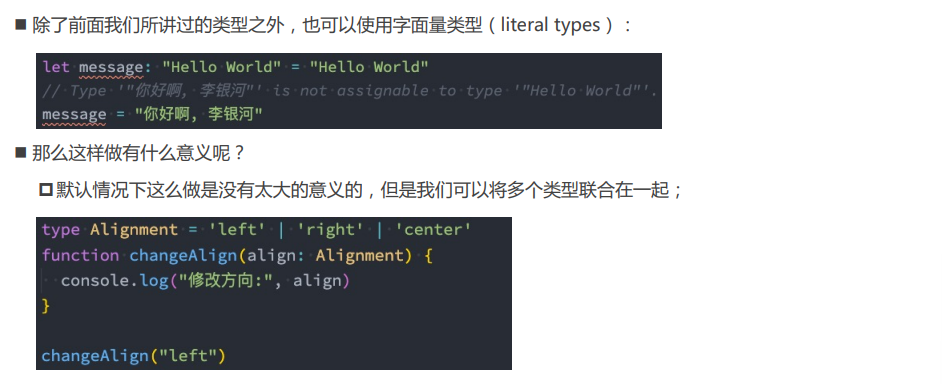 ■ 除了前面我们所讲过的类型之外，也可以使用字面量类型（literal types）：
let message: "Hello World" = "Hello World"
// Type '"你好啊, 李银河"' is not assignable to type '"Hello World"'.
message = "你好啊, 李银河"
■ 那么这样做有什么意义呢？
默认情况下这么做是没有太大的意义的，但是我们可以将多个类型联合在一起；
type Alignment = 'left' | 'right' | 'center'
function changeAlign(align: Alignment) {
  console.log("修改方向:", align)
}
changeAlign("left")